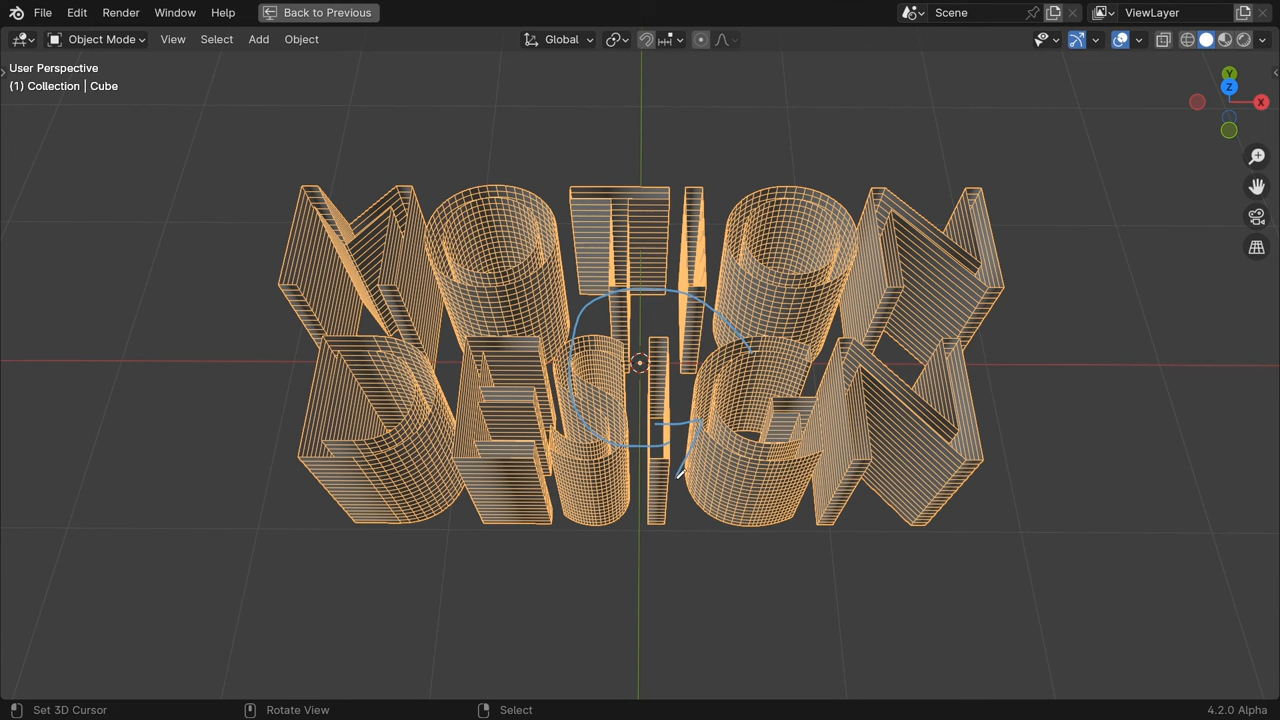 File Edit Render Window Help Back to Previous Scene ViewLayer
Object Mode View Select Add Object Global
User Perspective
(1) Collection | Cube
Y
Z
X
MOTION
DESIGN
Set 3D Cursor Rotate View Select 4.2.0 Alpha